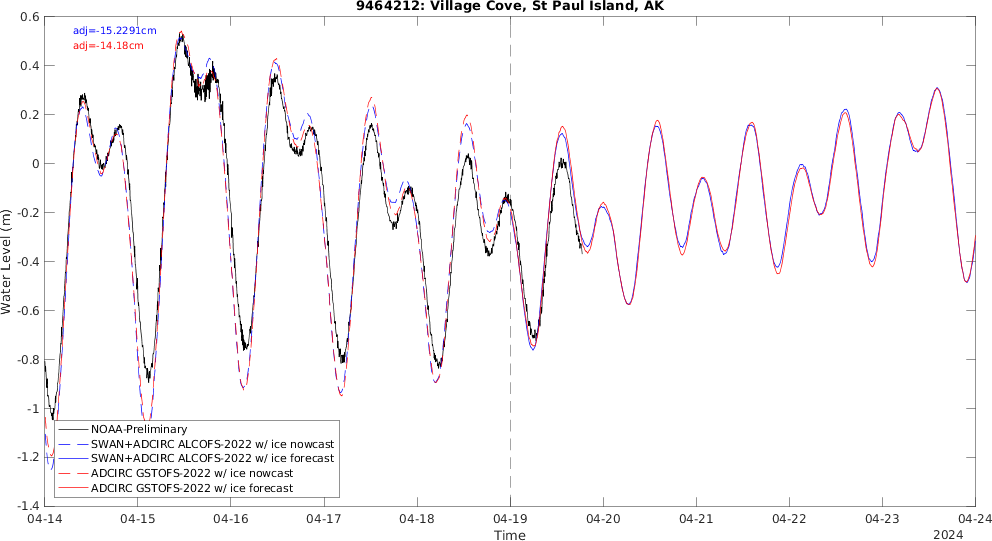 9464212: Village Cove, St Paul Island, AK
adj=-15.2291cm
adj=-14.18cm
Water Level (m)
0.6
0.4
0.2
0
-0.2
-0.4
-0.6
-0.8
-1
-1.2
-1.4
NOAA-Preliminary
SWAN+ADCIRC ALCOFS-2022 w/ ice nowcast
SWAN+ADCIRC ALCOFS-2022 w/ ice forecast
ADCIRC GSTOFS-2022 w/ ice nowcast
ADCIRC GSTOFS-2022 w/ ice forecast
04-14 04-15 04-16 04-17 04-18 04-19 04-20 04-21 04-22 04-23 04-24
Time
2024